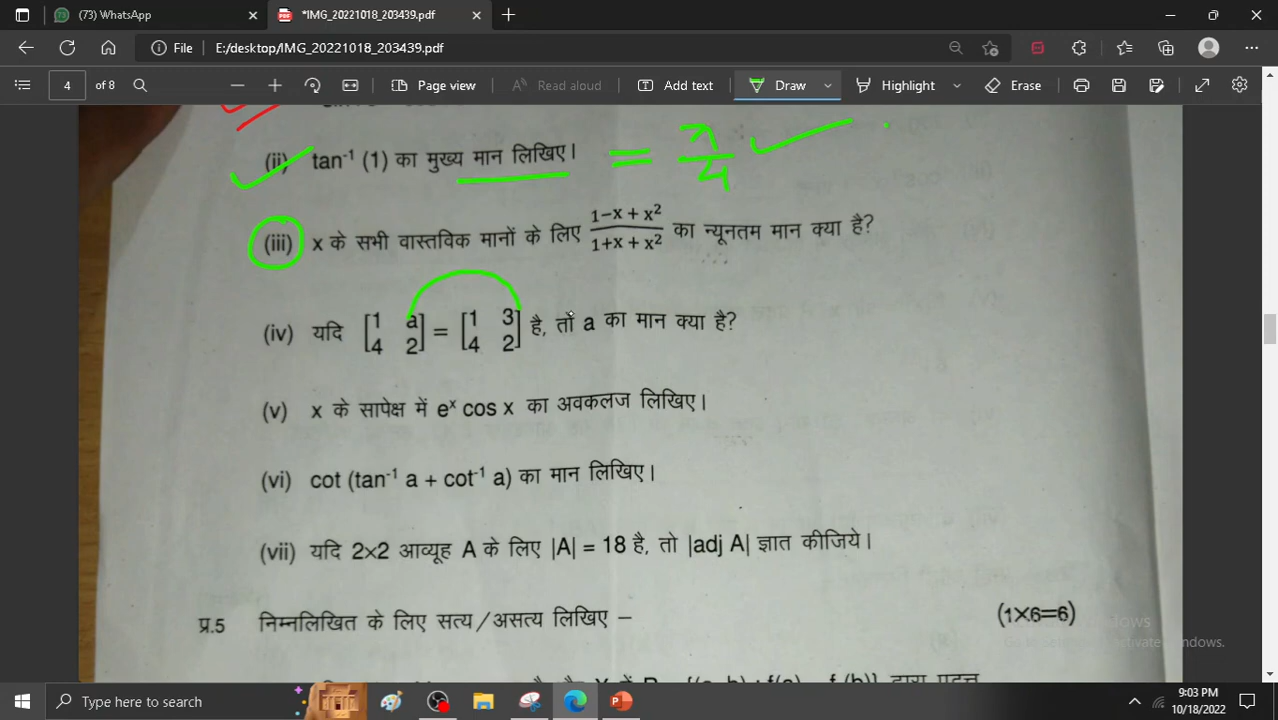 (73) WhatsApp
*IMG_20221018_203439.pdf
File E:/desktop/IMG_20221018_203439.pdf
4 of 8 Page view Read aloud Add text Draw Highlight Erase
(ii) tan⁻¹ (1) का मुख्य मान लिखिए। = π/4
(iii) x के सभी वास्तविक मानों के लिए (1–x + x²)/(1+x + x²) का न्यूनतम मान क्या है?
(iv) यदि [1 a; 4 2] = [1 3; 4 2] है, तो a का मान क्या है?
(v) x के सापेक्ष में eˣ cos x का अवकलज लिखिए।
(vi) cot (tan⁻¹ a + cot⁻¹ a) का मान लिखिए।
(vii) यदि 2×2 आव्यूह A के लिए |A| = 18 है, तो |adj A| ज्ञात कीजिये।
प्र.5 निम्नलिखित के लिए सत्य/असत्य लिखिए – (1×6=6)
Type here to search
9:03 PM
10/18/2022